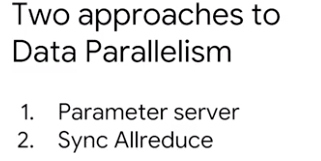 Two approaches to
Data Parallelism
1. Parameter server
2. Sync Allreduce